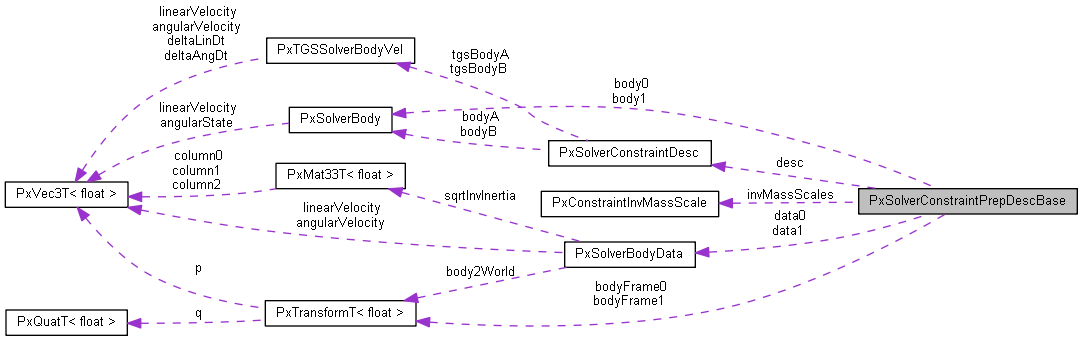 linearVelocity
angularVelocity
deltaLinDt
deltaAngDt
PxTGSSolverBodyVel
tgsBodyA
tgsBodyB
body0
body1
linearVelocity
angularState
PxSolverBody
bodyA
bodyB
PxSolverConstraintDesc
desc
column0
column1
column2
PxMat33T< float >
PxVec3T< float >
sqrtInvInertia
PxConstraintInvMassScale
invMassScales
PxSolverConstraintPrepDescBase
linearVelocity
angularVelocity
data0
data1
PxSolverBodyData
p
body2World
bodyFrame0
bodyFrame1
PxQuatT< float >
q
PxTransformT< float >